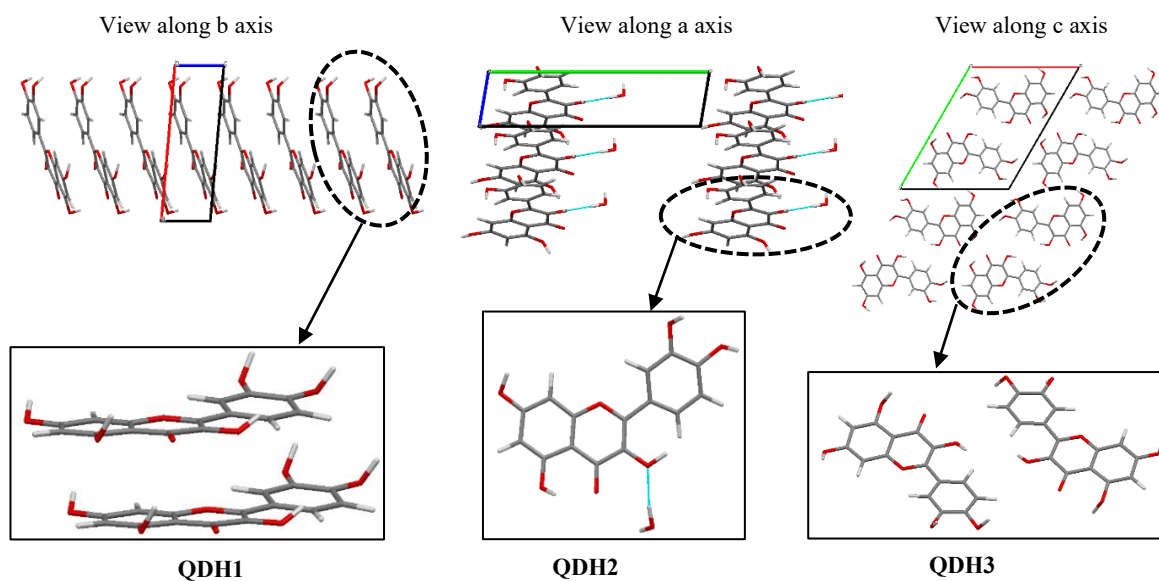 View along b axis
View along a axis
View along c axis
QDH1
QDH2
QDH3